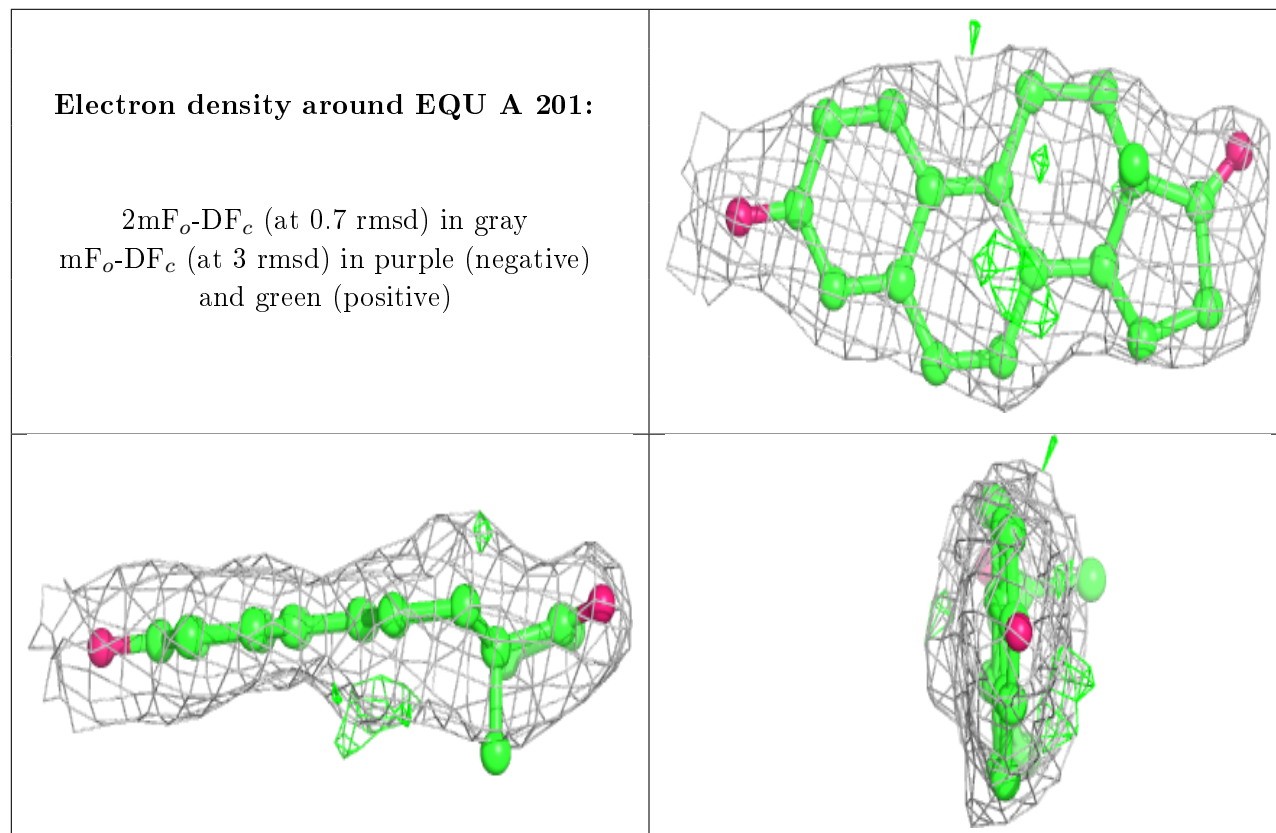 Electron density around EQU A 201:
2mFₒ-DF𝒸 (at 0.7 rmsd) in gray
mFₒ-DF𝒸 (at 3 rmsd) in purple (negative)
and green (positive)